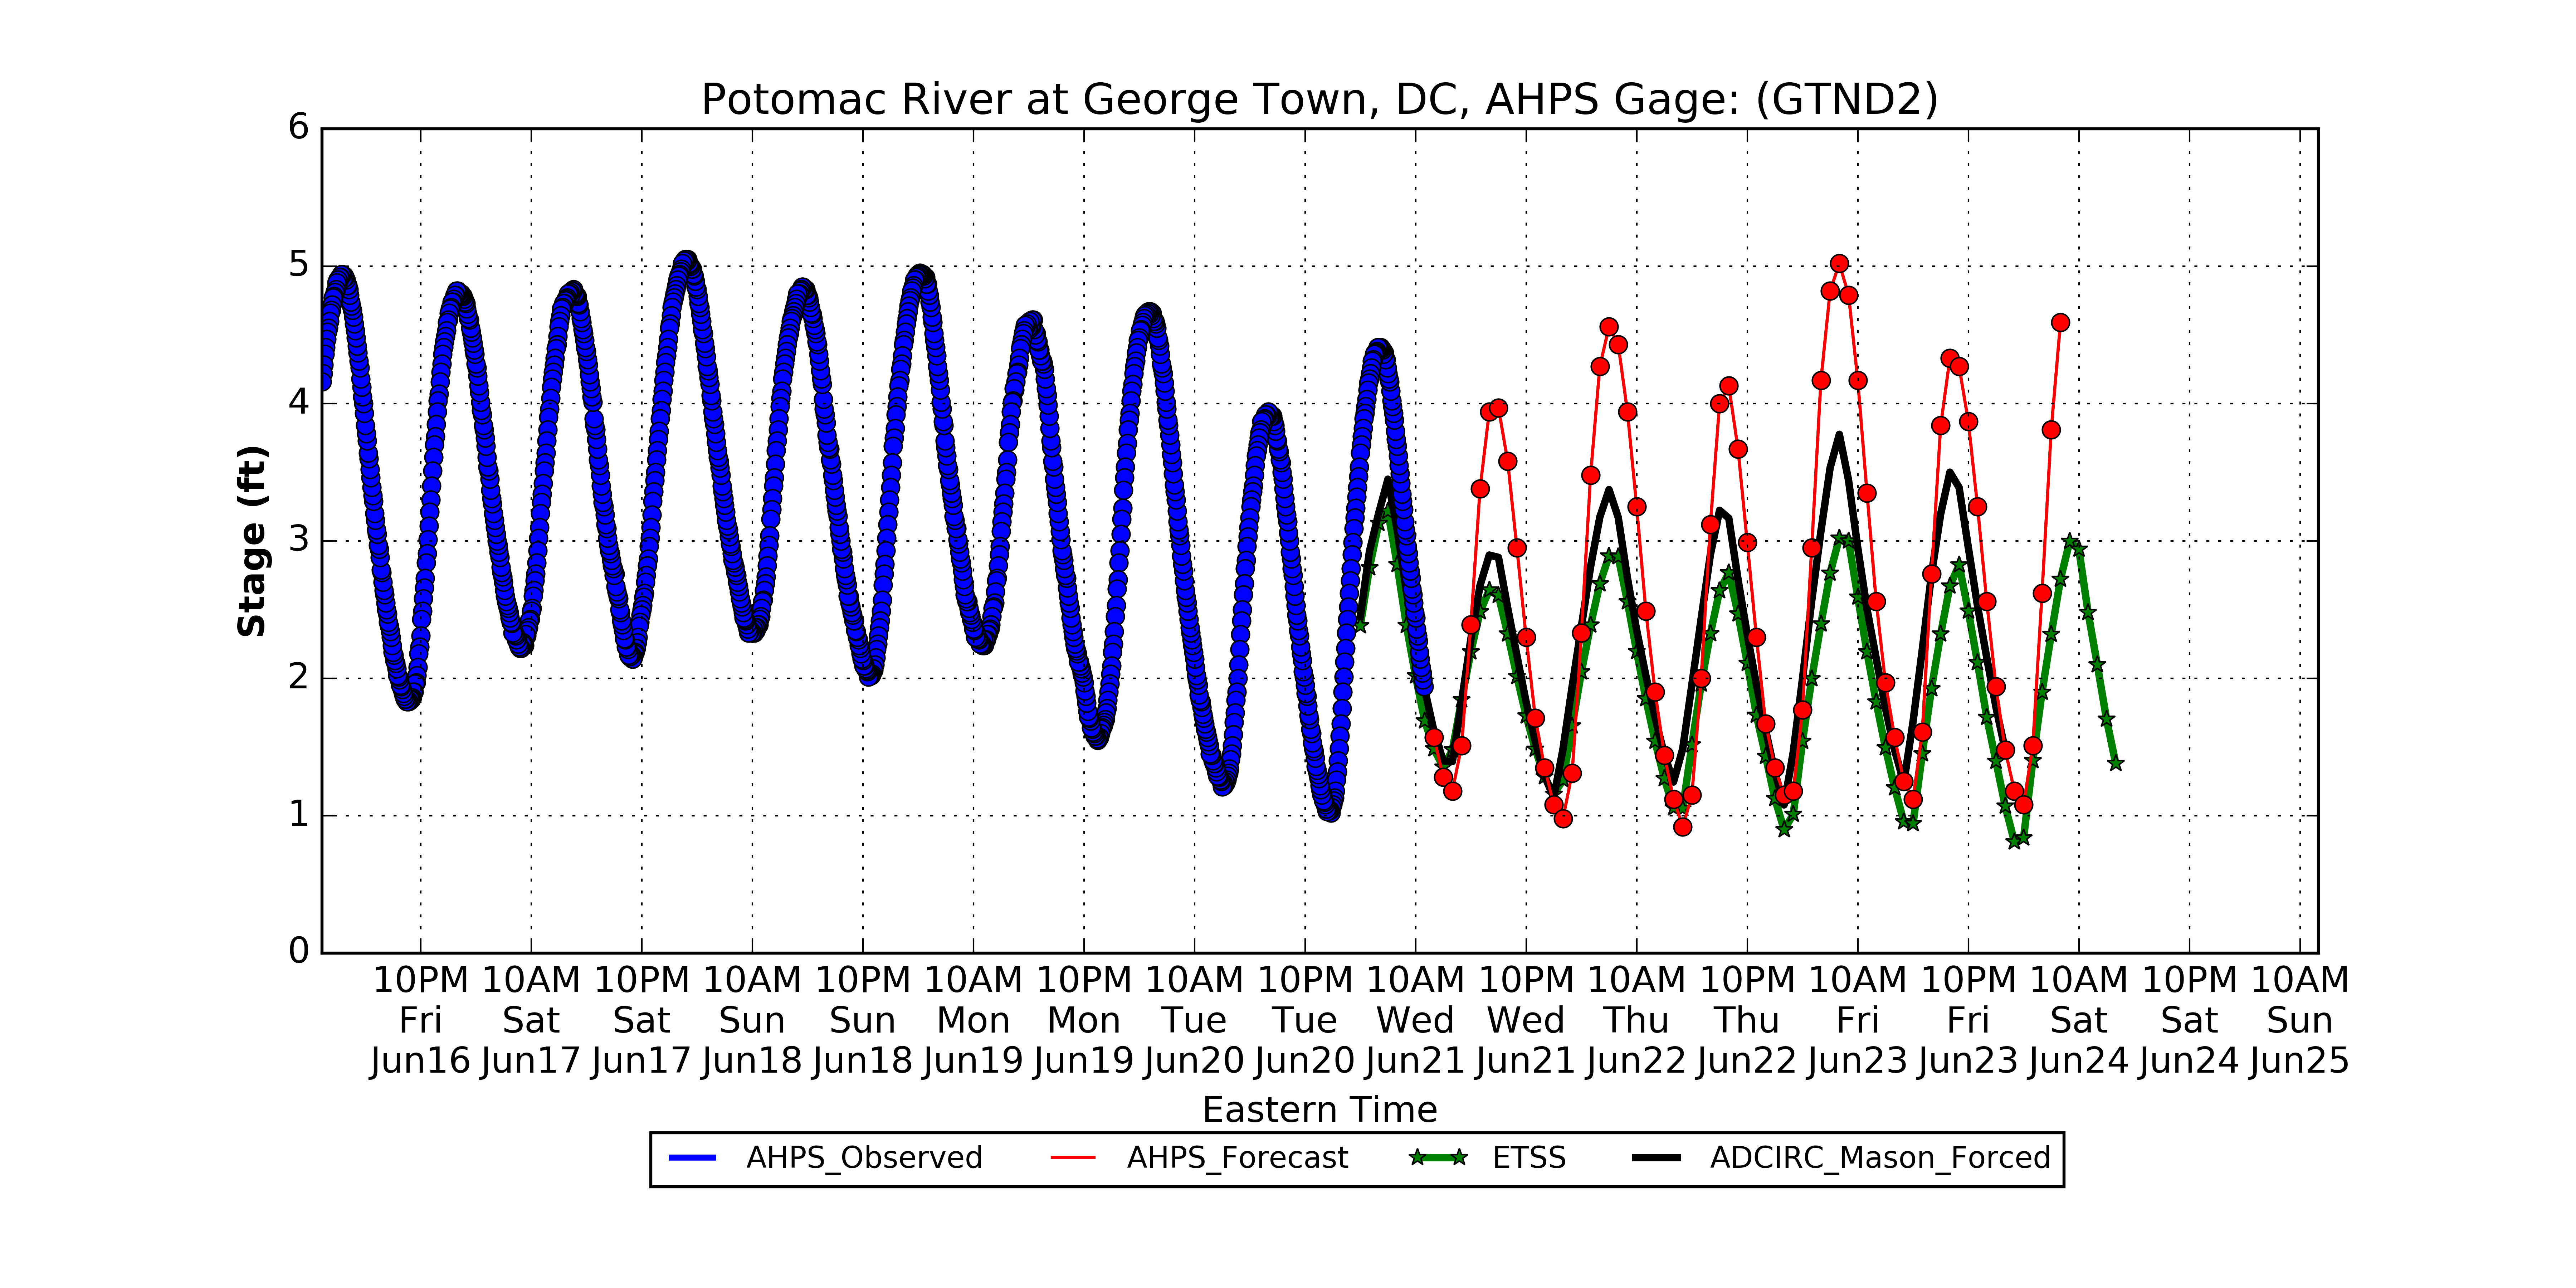 Potomac River at George Town, DC, AHPS Gage: (GTND2)
6
5
4
3
2
1
0
Stage (ft)
10PM 10AM 10PM 10AM 10PM 10AM 10PM 10AM 10PM 10AM 10PM 10AM 10PM 10AM 10PM 10AM 10PM 10AM
Fri Sat Sat Sun Sun Mon Mon Tue Tue Wed Wed Thu Thu Fri Fri Sat Sat Sun
Jun16 Jun17 Jun17 Jun18 Jun18 Jun19 Jun19 Jun20 Jun20 Jun21 Jun21 Jun22 Jun22 Jun23 Jun23 Jun24 Jun24 Jun25
Eastern Time
AHPS_Observed AHPS_Forecast ETSS ADCIRC_Mason_Forced